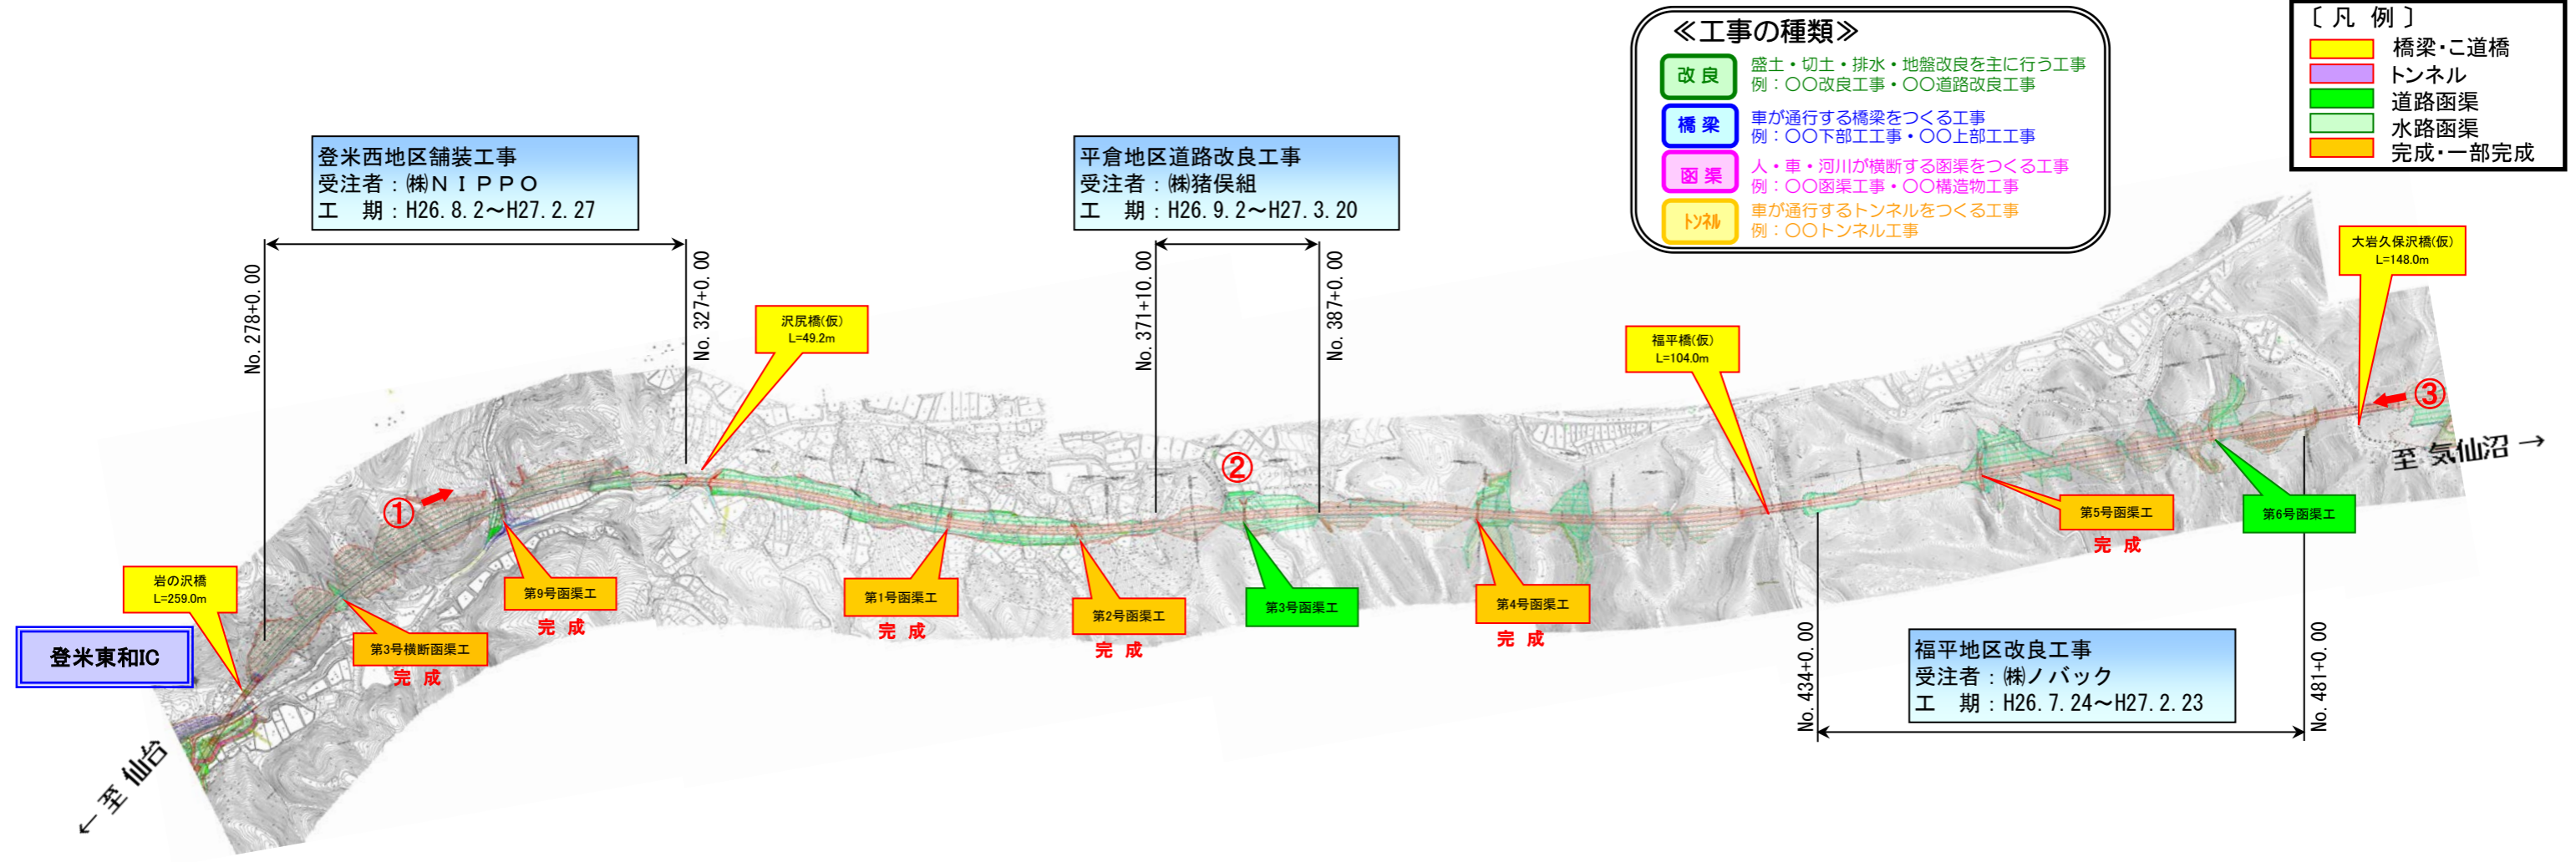 ≪工事の種類≫
改良
盛土・切土・排水・地盤改良を主に行う工事
例：〇〇改良工事・〇〇道路改良工事
橋梁
車が通行する橋梁をつくる工事
例：〇〇下部工工事・〇〇上部工工事
函渠
人・車・河川が横断する函渠をつくる工事
例：〇〇函渠工事・〇〇構造物工事
トンネル
車が通行するトンネルをつくる工事
例：〇〇トンネル工事
〔凡例〕
橋梁・こ道橋
トンネル
道路函渠
水路函渠
完成・一部完成
登米西地区舗装工事
受注者：㈱ＮＩＰＰＯ
工　期：H26.8.2～H27.2.27
平倉地区道路改良工事
受注者：㈱猪俣組
工　期：H26.9.2～H27.3.20
No.278+0.00
No.327+0.00
No.371+10.00
No.387+0.00
沢尻橋(仮)
L=49.2m
福平橋(仮)
L=104.0m
大岩久保沢橋(仮)
L=148.0m
①
②
③
至 気仙沼 →
岩の沢橋
L=259.0m
登米東和IC
← 至 仙台
第3号横断函渠工
完成
第9号函渠工
完成
第1号函渠工
完成
第2号函渠工
完成
第3号函渠工
第4号函渠工
完成
第5号函渠工
完成
第6号函渠工
No.434+0.00
No.481+0.00
福平地区改良工事
受注者：㈱ノバック
工　期：H26.7.24～H27.2.23